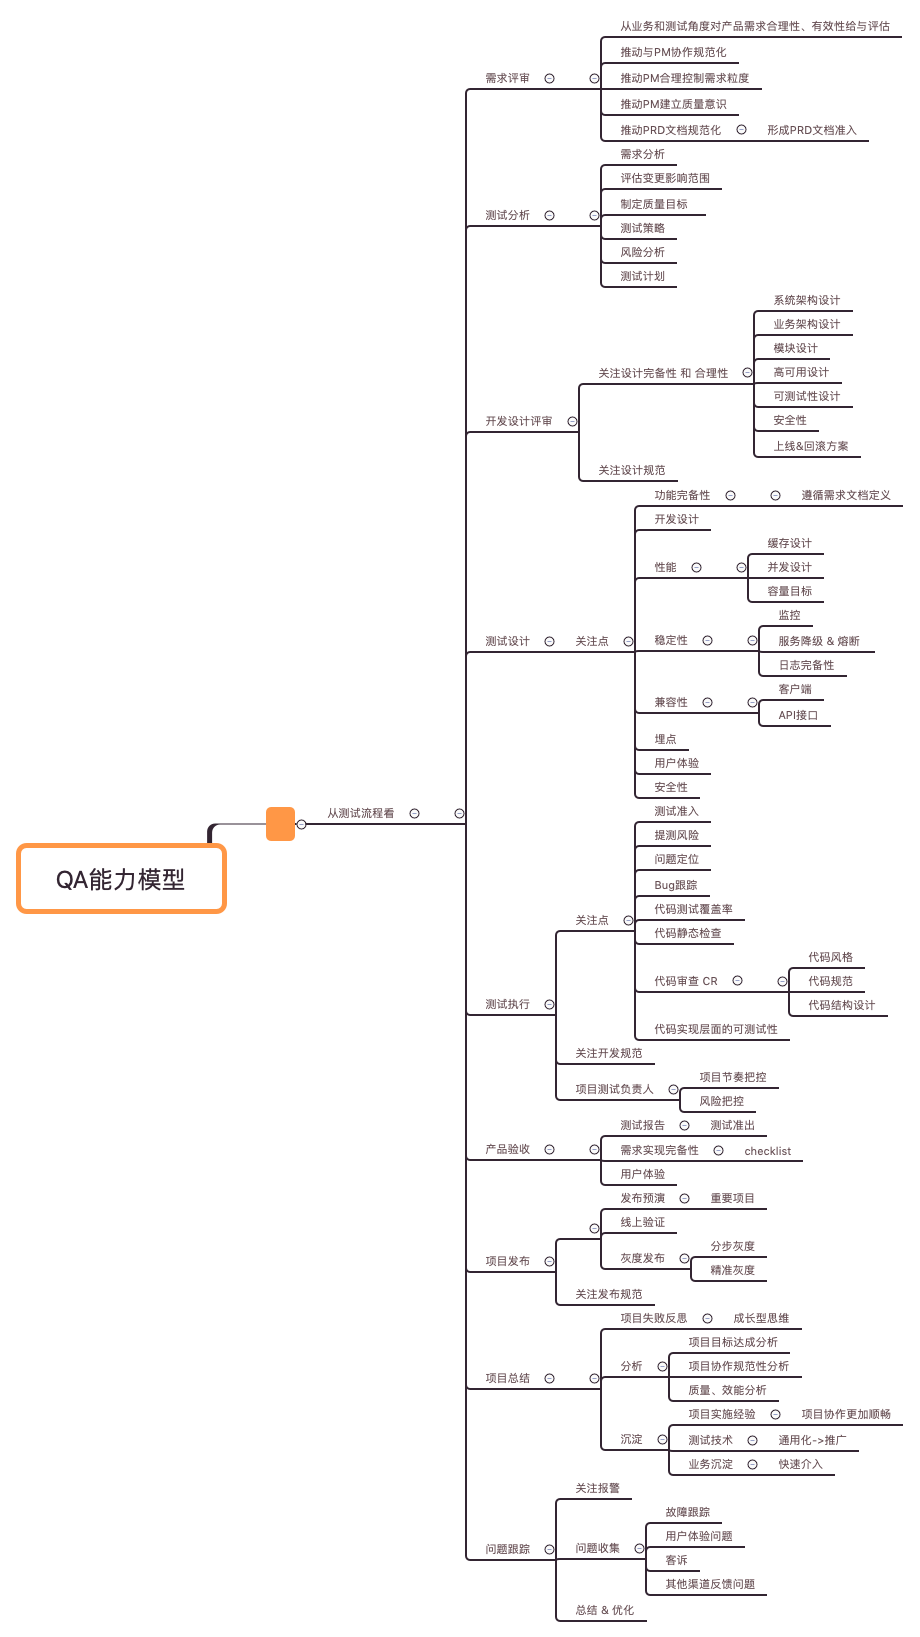 从业务和测试角度对产品需求合理性、有效性给与评估
推动与PM协作规范化
需求评审
推动PM合理控制需求粒度
推动PM建立质量意识
推动PRD文档规范化
形成PRD文档准入
需求分析
评估变更影响范围
制定质量目标
测试分析
测试策略
风险分析
测试计划
系统架构设计
业务架构设计
模块设计
关注设计完备性 和 合理性
高可用设计
可测试性设计
开发设计评审
安全性
上线&回滚方案
关注设计规范
功能完备性
遵循需求文档定义
开发设计
缓存设计
性能
并发设计
容量目标
监控
测试设计
关注点
稳定性
服务降级 & 熔断
日志完备性
客户端
兼容性
API接口
埋点
用户体验
安全性
从测试流程看
测试准入
提测风险
问题定位
QA能力模型
Bug跟踪
代码测试覆盖率
关注点
代码静态检查
代码风格
代码审查 CR
代码规范
代码结构设计
测试执行
代码实现层面的可测试性
关注开发规范
项目节奏把控
项目测试负责人
风险把控
测试报告
测试准出
产品验收
需求实现完备性
checklist
用户体验
发布预演
重要项目
线上验证
分步灰度
项目发布
灰度发布
精准灰度
关注发布规范
项目失败反思
成长型思维
项目目标达成分析
分析
项目协作规范性分析
项目总结
质量、效能分析
项目实施经验
项目协作更加顺畅
沉淀
测试技术
通用化->推广
业务沉淀
快速介入
关注报警
故障跟踪
用户体验问题
问题跟踪
问题收集
客诉
其他渠道反馈问题
总结 & 优化